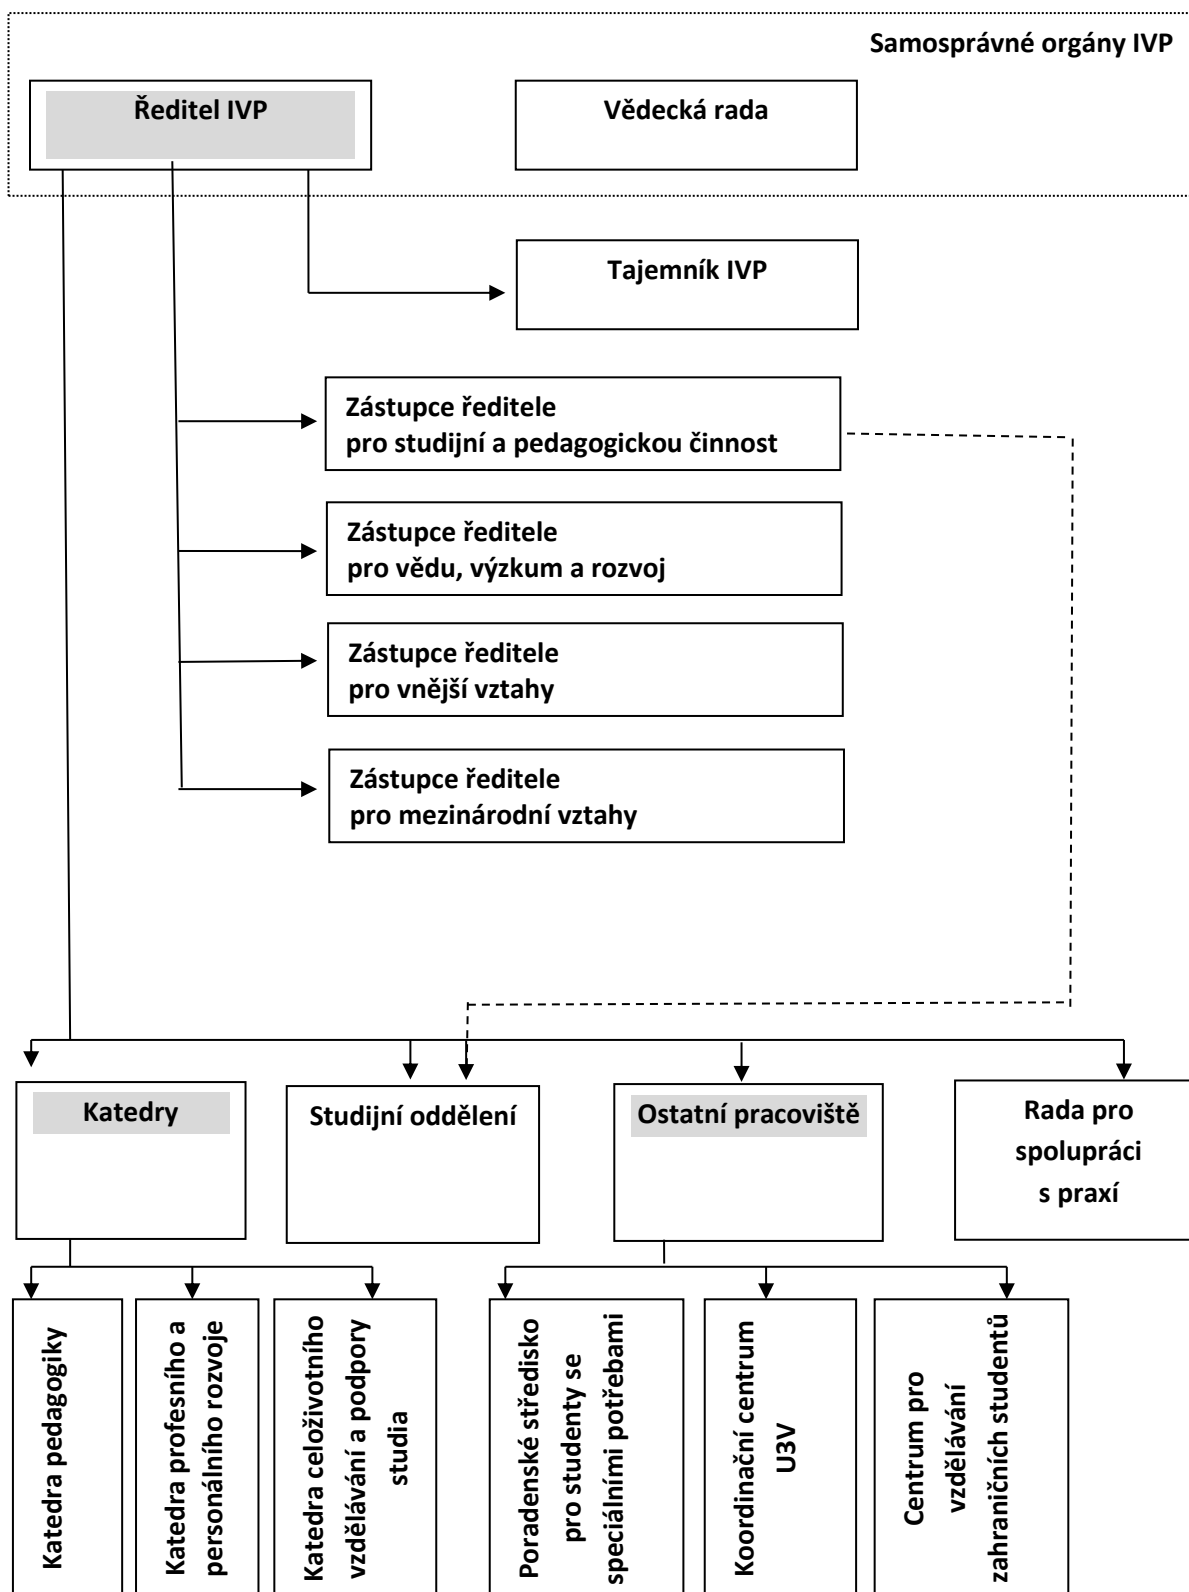 Samosprávné orgány IVP
Ředitel IVP
Vědecká rada
Tajemník IVP
Zástupce ředitele
pro studijní a pedagogickou činnost
Zástupce ředitele
pro vědu, výzkum a rozvoj
Zástupce ředitele
pro vnější vztahy
Zástupce ředitele
pro mezinárodní vztahy
Katedry
Studijní oddělení
Ostatní pracoviště
Rada pro
spolupráci
s praxí
Katedra pedagogiky
Katedra profesního a
personálního rozvoje
Katedra celoživotního
vzdělávání a podpory
studia
Poradenské středisko
pro studenty se
speciálními potřebami
Koordinační centrum
U3V
Centrum pro
vzdělávání
zahraničních studentů